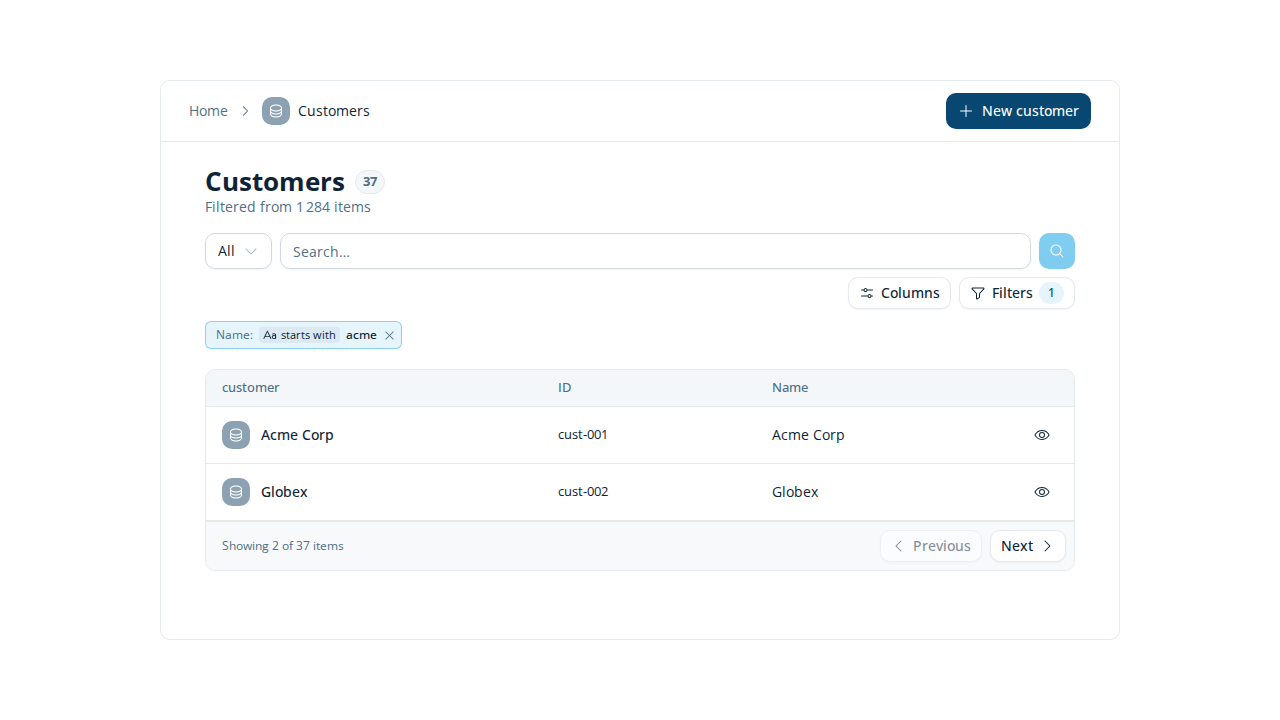 Home Customers New customer
Customers 37
Filtered from 1 284 items
All Search...
Columns Filters 1
Name: Aa starts with acme
customer ID Name
Acme Corp cust-001 Acme Corp
Globex cust-002 Globex
Showing 2 of 37 items Previous Next